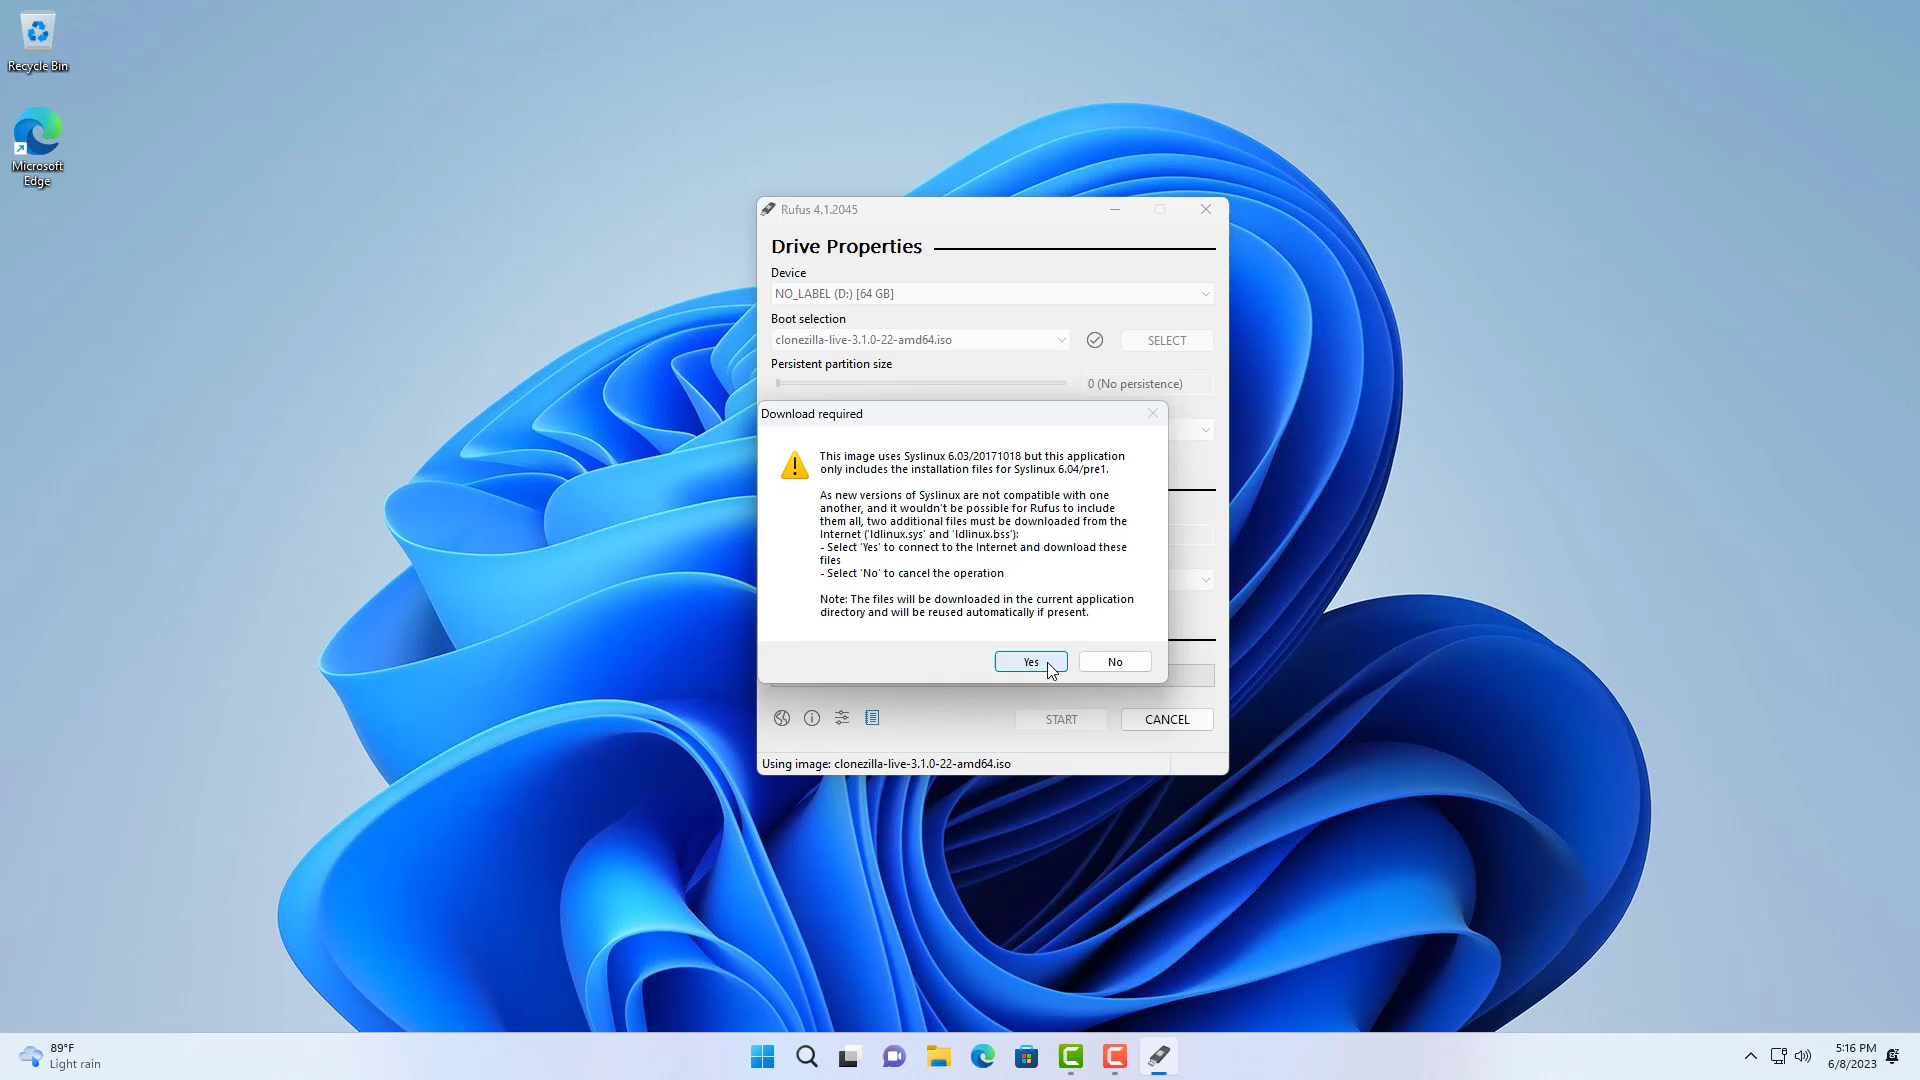 Recycle Bin
Microsoft
Edge
Rufus 4.1.2045
Drive Properties
Device
NO_LABEL (D:) [64 GB]
Boot selection
clonezilla-live-3.1.0-22-amd64.iso
SELECT
Persistent partition size
0 (No persistence)
Download required
This image uses Syslinux 6.03/20171018 but this application
only includes the installation files for Syslinux 6.04/pre1.
As new versions of Syslinux are not compatible with one
another, and it wouldn't be possible for Rufus to include
them all, two additional files must be downloaded from the
Internet ('ldlinux.sys' and 'ldlinux.bss'):
- Select 'Yes' to connect to the Internet and download these
files
- Select 'No' to cancel the operation
Note: The files will be downloaded in the current application
directory and will be reused automatically if present.
Yes
No
START
CANCEL
Using image: clonezilla-live-3.1.0-22-amd64.iso
89°F
Light rain
5:16 PM
6/8/2023